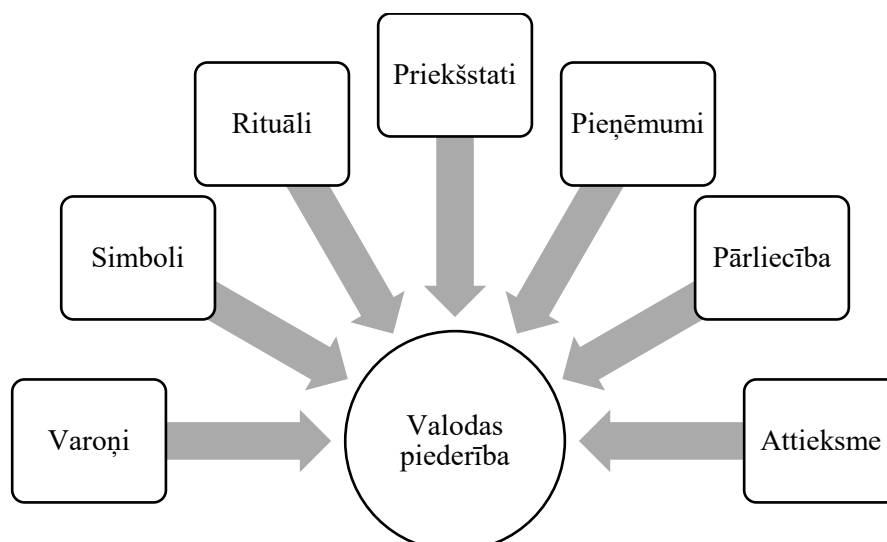 Priekšstati
Rituāli
Pieņēmumi
Simboli
Pārliecība
Varoņi
Valodas
piederība
Attieksme